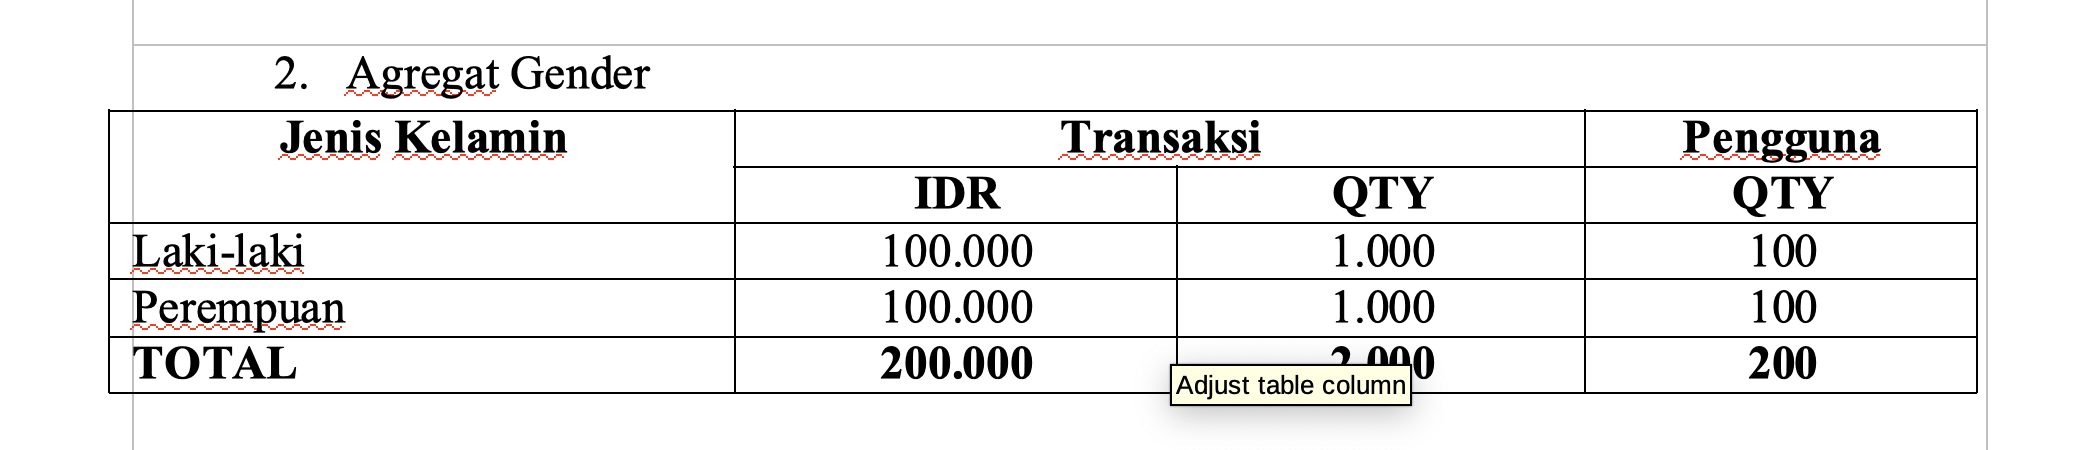 2. Agregat Gender
Jenis Kelamin Transaksi Pengguna
IDR QTY QTY
Laki-laki 100.000 1.000 100
Perempuan 100.000 1.000 100
TOTAL 200.000 2.000 200
Adjust table column